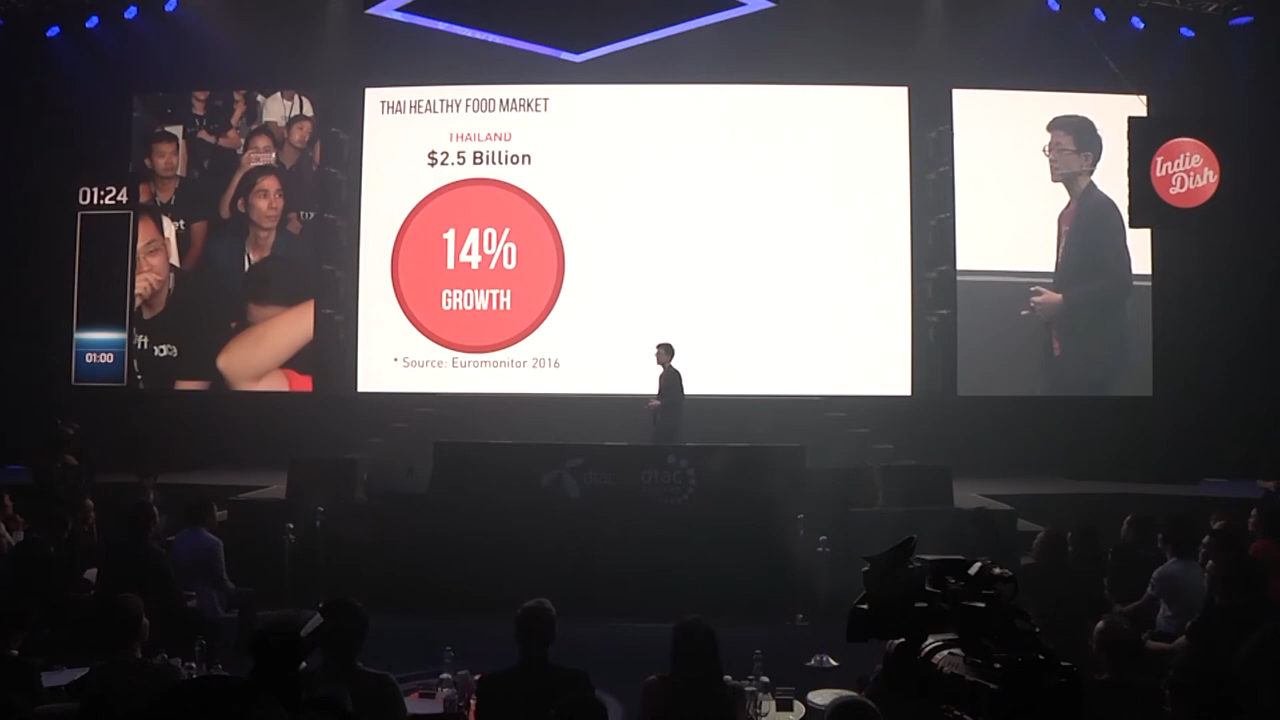 THAI HEALTHY FOOD MARKET
THAILAND
$2.5 Billion
14%
GROWTH
* Source: Euromonitor 2016
01:24
01:00
Indie
Dish
dtac
dtac